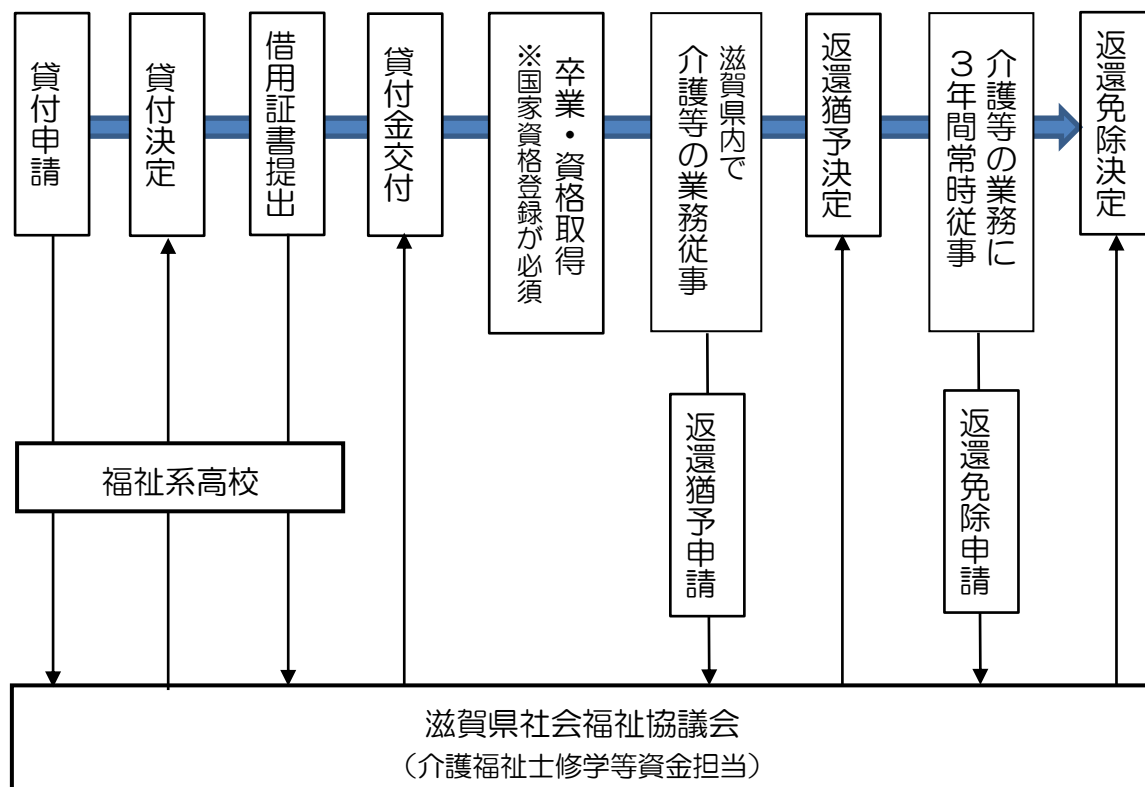 貸付申請
貸付決定
借用証書提出
貸付金交付
卒業・資格取得
※国家資格登録が必須
滋賀県内で
介護等の業務従事
返還猶予決定
介護等の業務に
３年間常時従事
返還免除決定
返還猶予申請
返還免除申請
福祉系高校
滋賀県社会福祉協議会
（介護福祉士修学等資金担当）